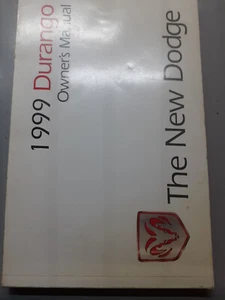 1999 Durango
Owner's Manual
The New Dodge